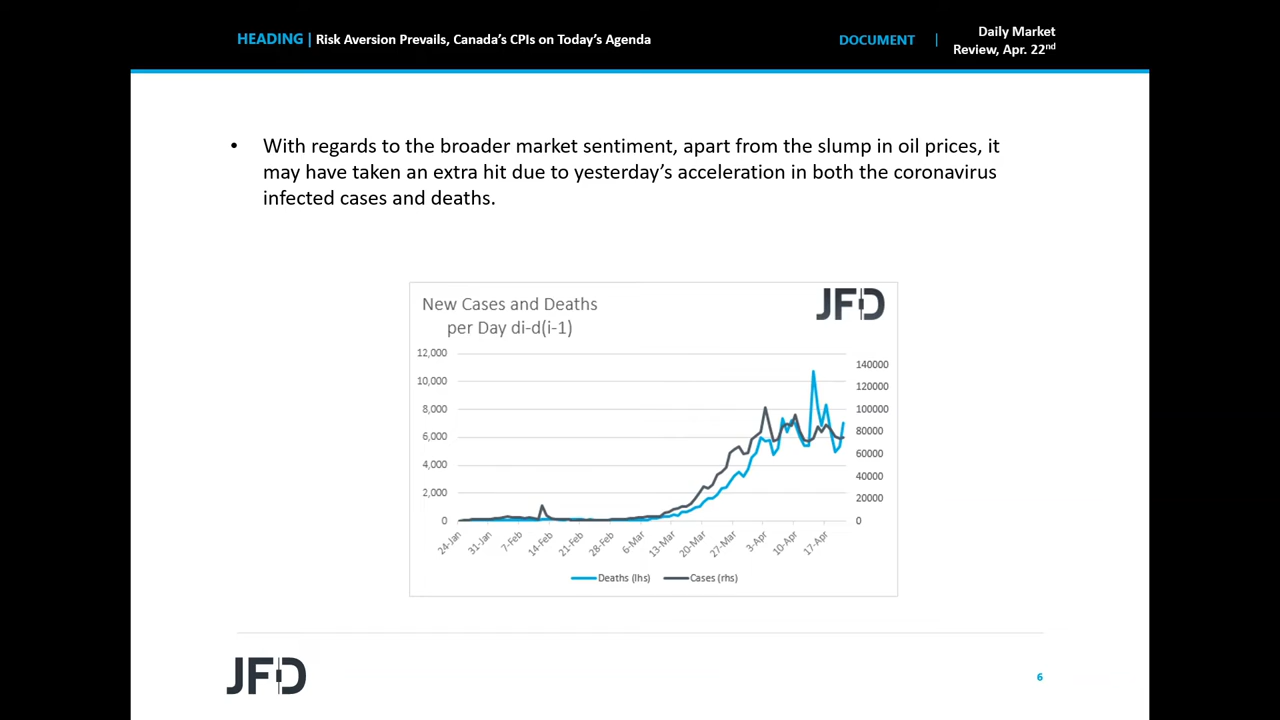 HEADING | Risk Aversion Prevails, Canada’s CPIs on Today’s Agenda
DOCUMENT |
Daily Market
Review, Apr. 22nd
• With regards to the broader market sentiment, apart from the slump in oil prices, it
may have taken an extra hit due to yesterday’s acceleration in both the coronavirus
infected cases and deaths.
New Cases and Deaths
per Day di-d(i-1)
JFD
12,000
10,000
8,000
6,000
4,000
2,000
0
140000
120000
100000
80000
60000
40000
20000
0
24-Jan
31-Jan
7-Feb
14-Feb
21-Feb
28-Feb
6-Mar
13-Mar
20-Mar
27-Mar
3-Apr
10-Apr
17-Apr
Deaths (lhs)
Cases (rhs)
JFD
6